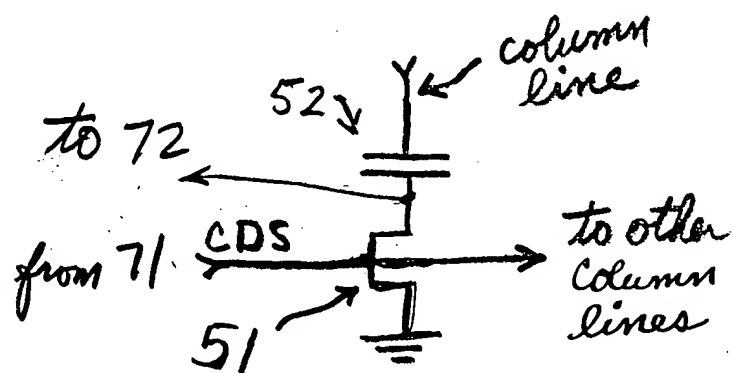 column
line
52
to 72
CDS
from 71
to other
column
lines
51